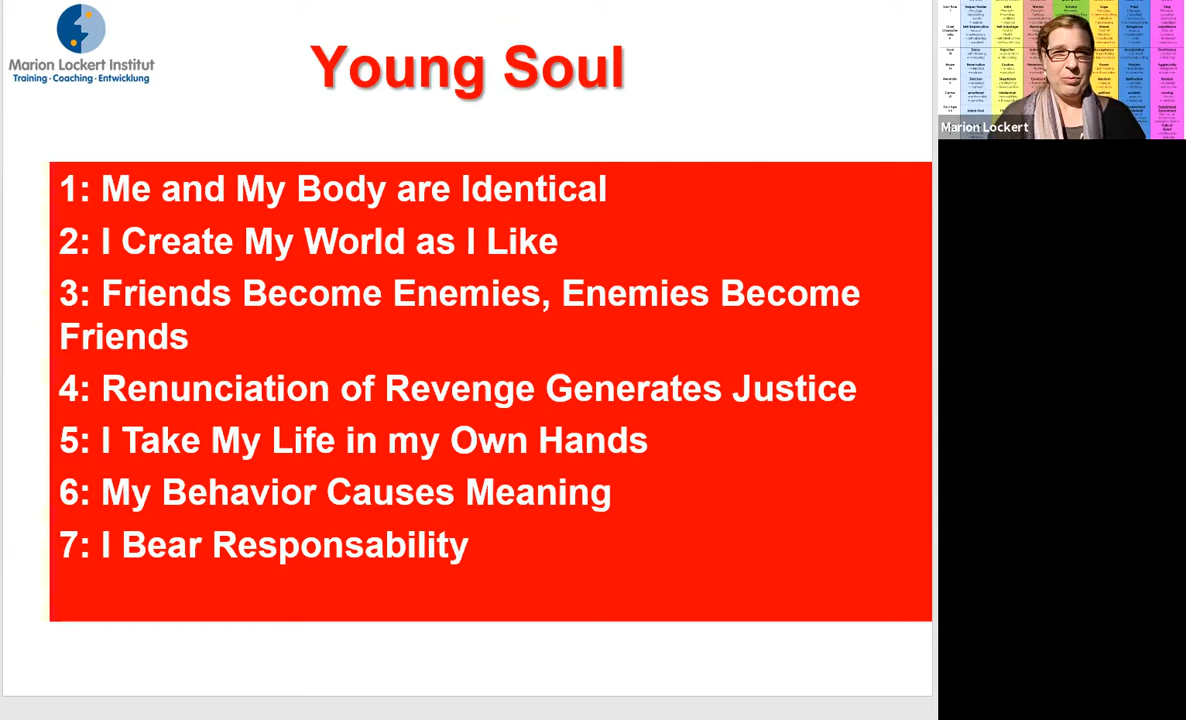 Marion Lockert Institut
Training · Coaching · Entwicklung
Young Soul
1: Me and My Body are Identical
2: I Create My World as I Like
3: Friends Become Enemies, Enemies Become
Friends
4: Renunciation of Revenge Generates Justice
5: I Take My Life in my Own Hands
6: My Behavior Causes Meaning
7: I Bear Responsability
Marion Lockert